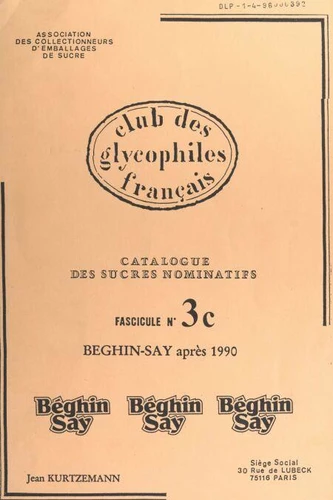 DLP-1-4-96000392
ASSOCIATION
DES COLLECTIONNEURS
D'EMBALLAGES
DE SUCRE
club des
glycophiles
français
CATALOGUE
DES SUCRES NOMINATIFS
FASCICULE N° 3c
BEGHIN-SAY après 1990
Béghin Béghin Béghin
Say Say Say
Siège Social
30 Rue de LUBECK
75116 PARIS
Jean KURTZEMANN